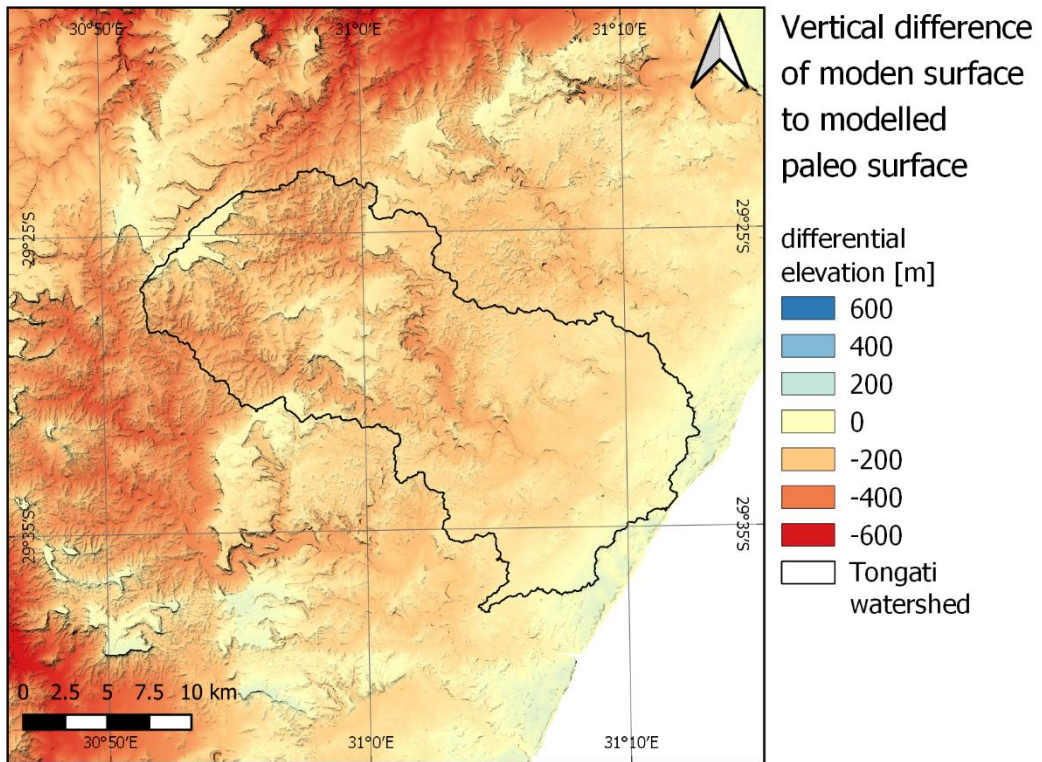 30°50'E
31°0'E
31°10'E
29°25'S
29°25'S
29°35'S
29°35'S
0 2.5 5 7.5 10 km
30°50'E
31°0'E
31°10'E
Vertical difference
of moden surface
to modelled
paleo surface
differential
elevation [m]
600
400
200
0
-200
-400
-600
Tongati
watershed